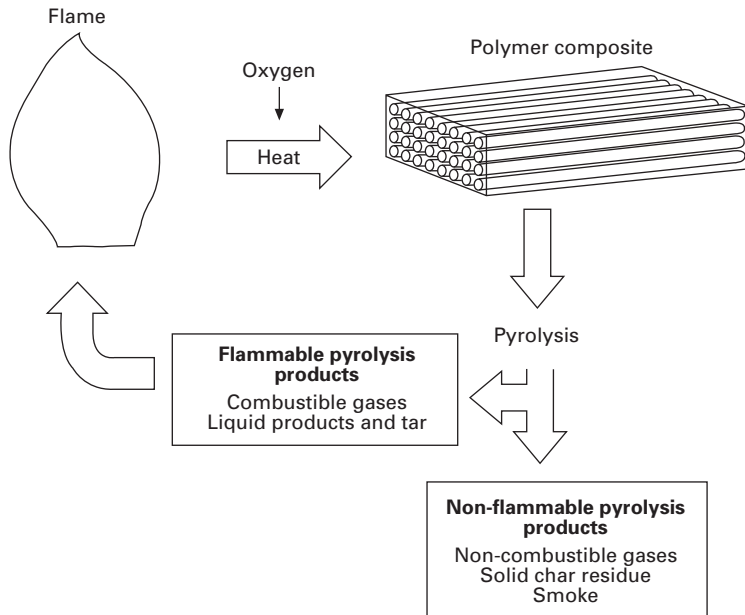 Flame
Oxygen
Heat
Polymer composite
Pyrolysis
Flammable pyrolysis
products
Combustible gases
Liquid products and tar
Non-flammable pyrolysis
products
Non-combustible gases
Solid char residue
Smoke